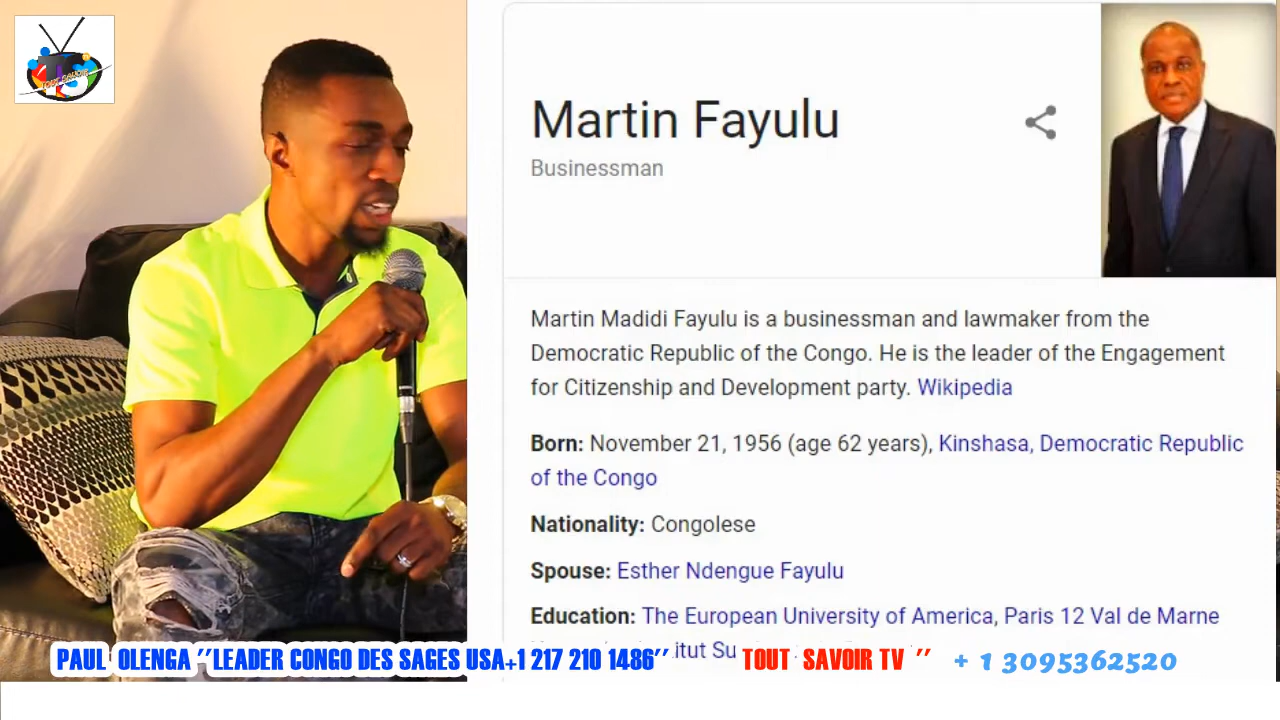 Martin Fayulu
Businessman
Martin Madidi Fayulu is a businessman and lawmaker from the
Democratic Republic of the Congo. He is the leader of the Engagement
for Citizenship and Development party. Wikipedia
Born: November 21, 1956 (age 62 years), Kinshasa, Democratic Republic
of the Congo
Nationality: Congolese
Spouse: Esther Ndengue Fayulu
Education: The European University of America, Paris 12 Val de Marne
PAUL OLENGA ''LEADER CONGO DES SAGES USA+1 217 210 1486'' TOUT SAVOIR TV '' + 1 3095362520